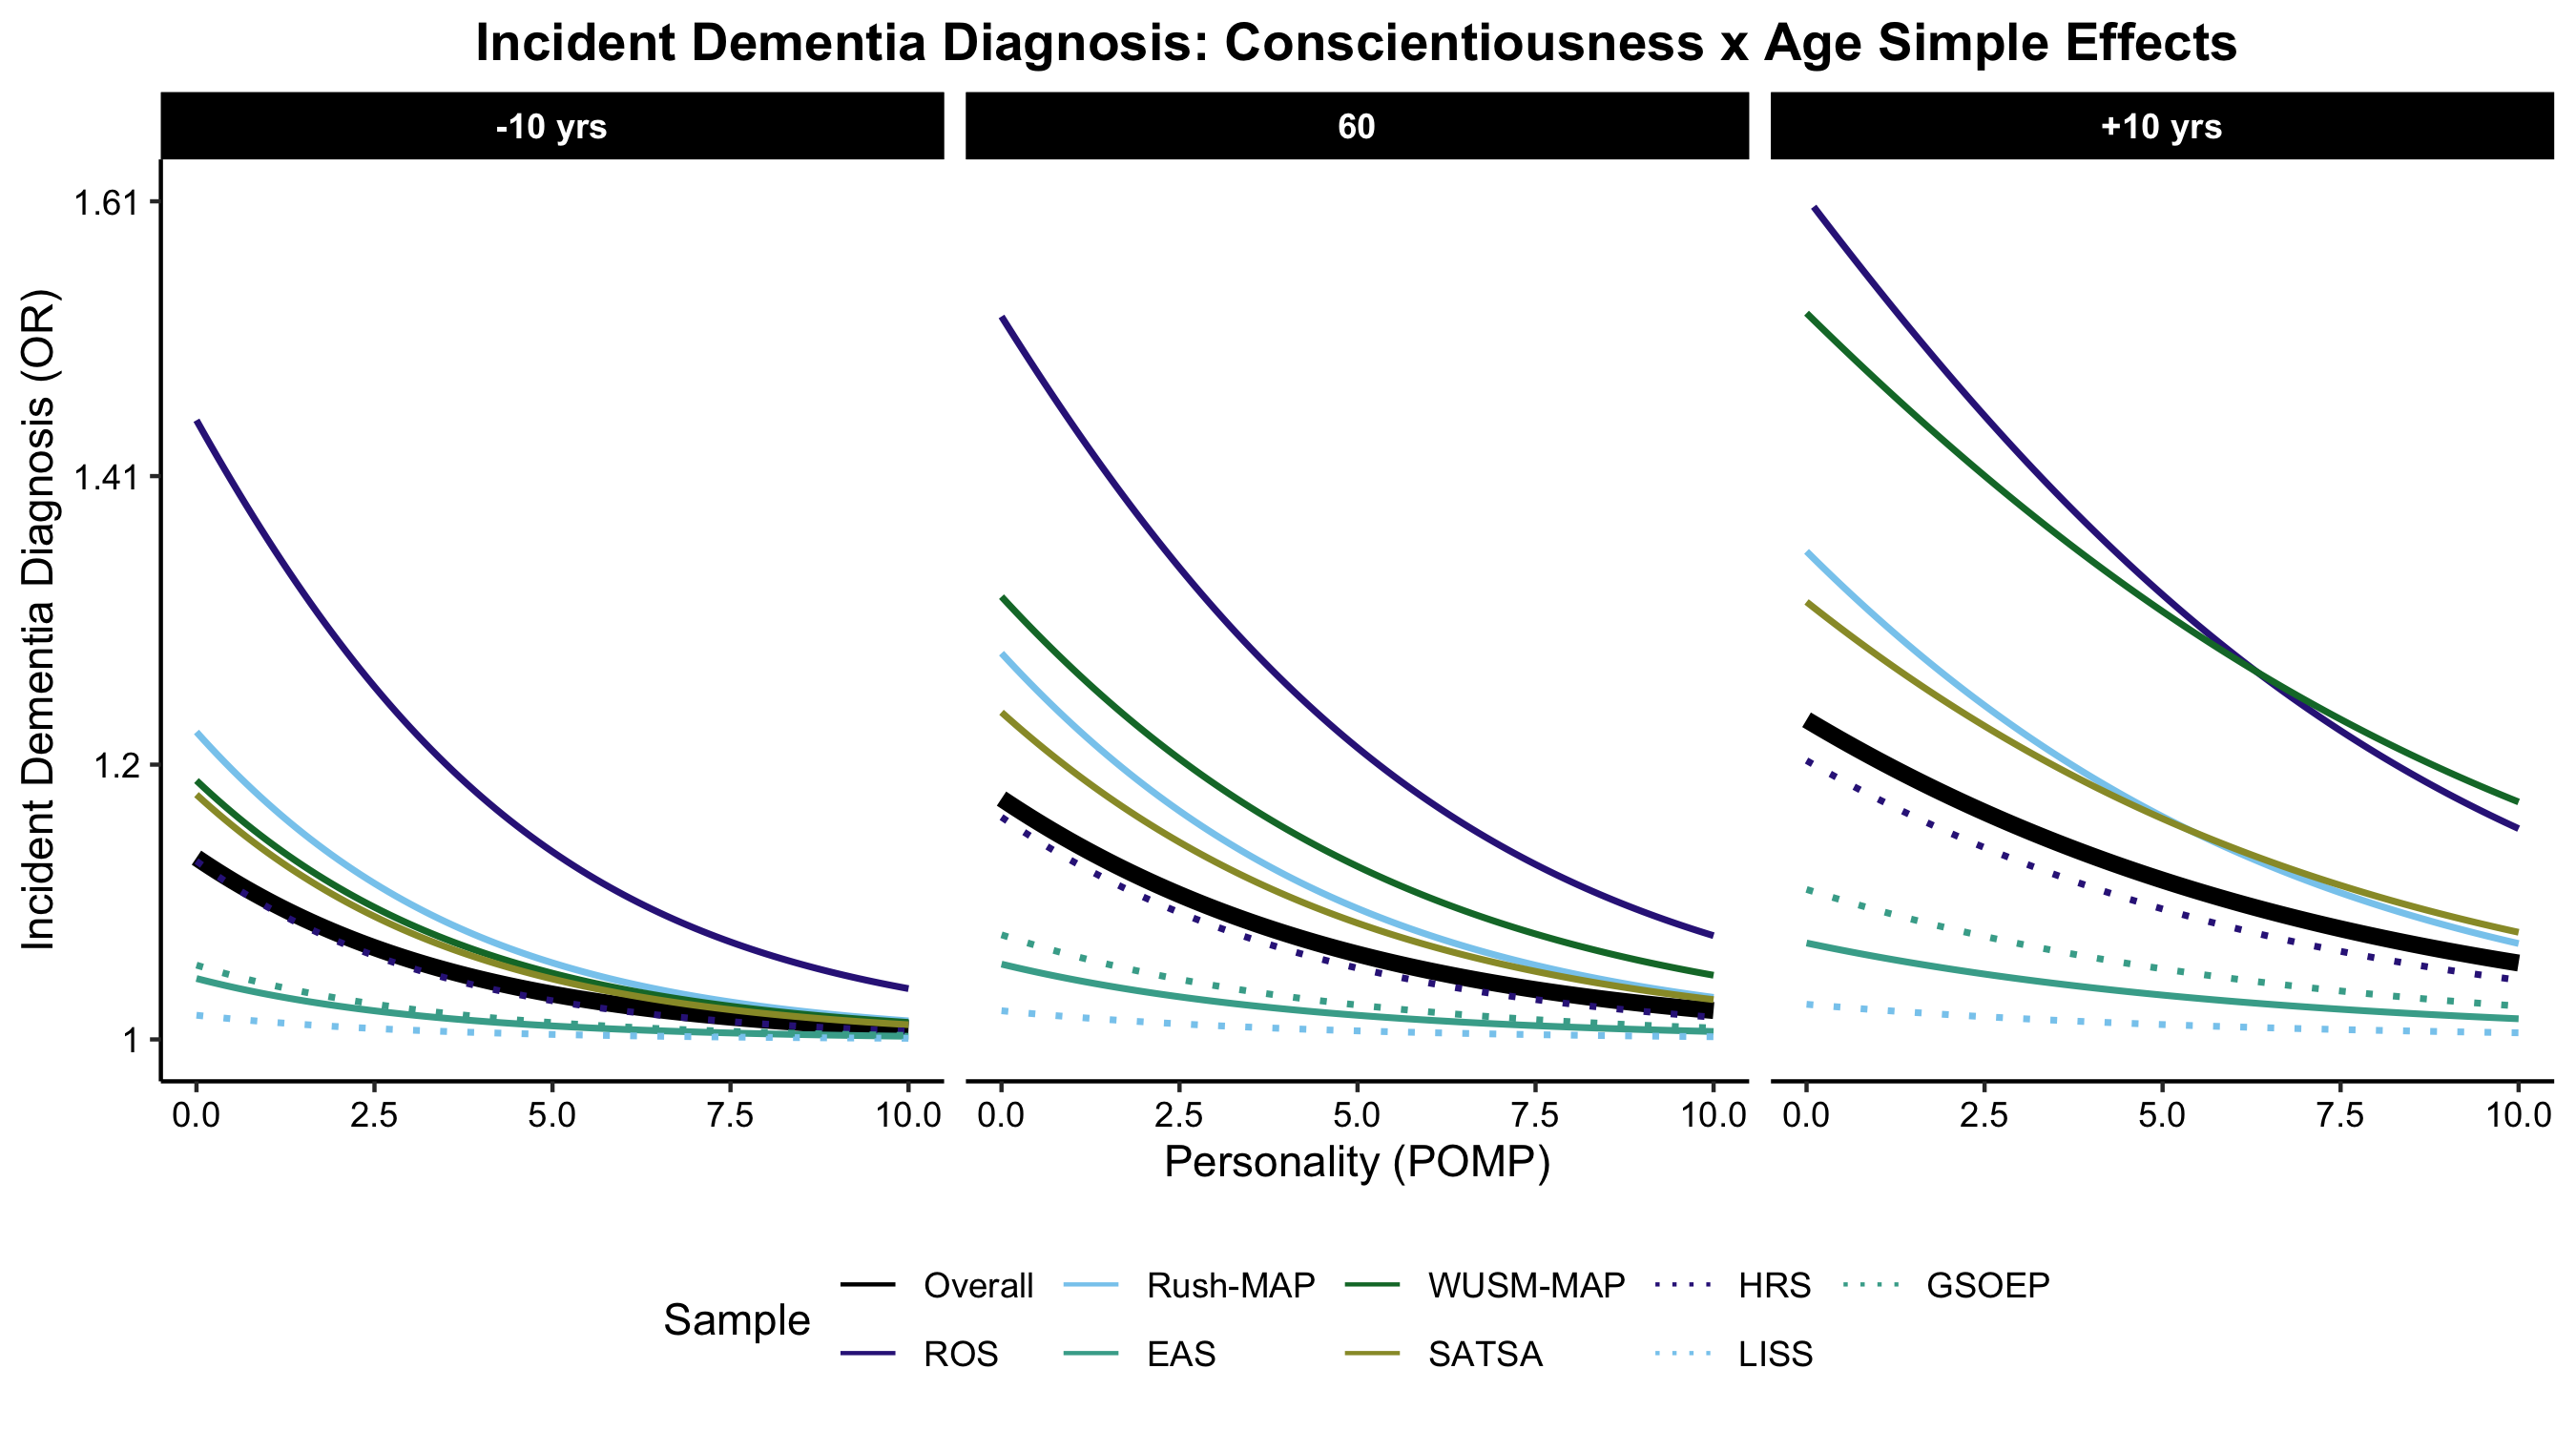 Incident Dementia Diagnosis: Conscientiousness x Age Simple Effects
-10 yrs
60
+10 yrs
Incident Dementia Diagnosis (OR)
1.61
1.41
1.2
1
0.0 2.5 5.0 7.5 10.0
0.0 2.5 5.0 7.5 10.0
0.0 2.5 5.0 7.5 10.0
Personality (POMP)
Sample
Overall Rush-MAP WUSM-MAP HRS GSOEP
ROS EAS SATSA LISS